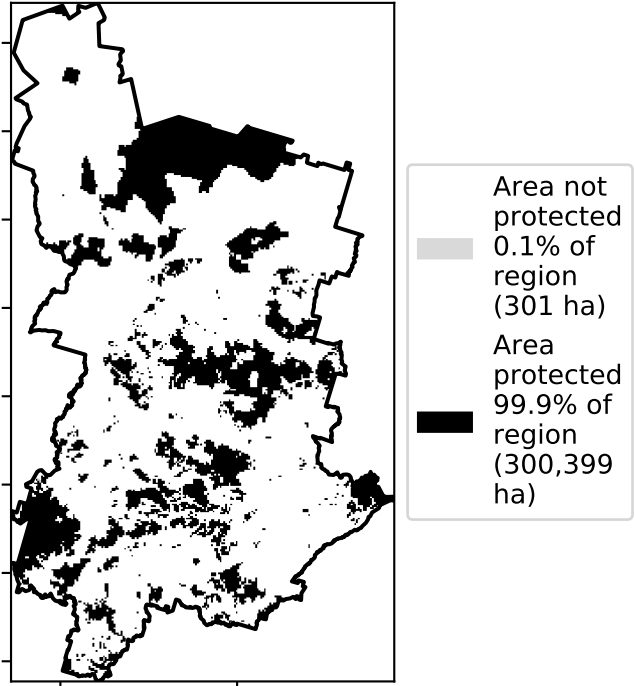 Area not
protected
0.1% of
region
(301 ha)
Area
protected
99.9% of
region
(300,399
ha)